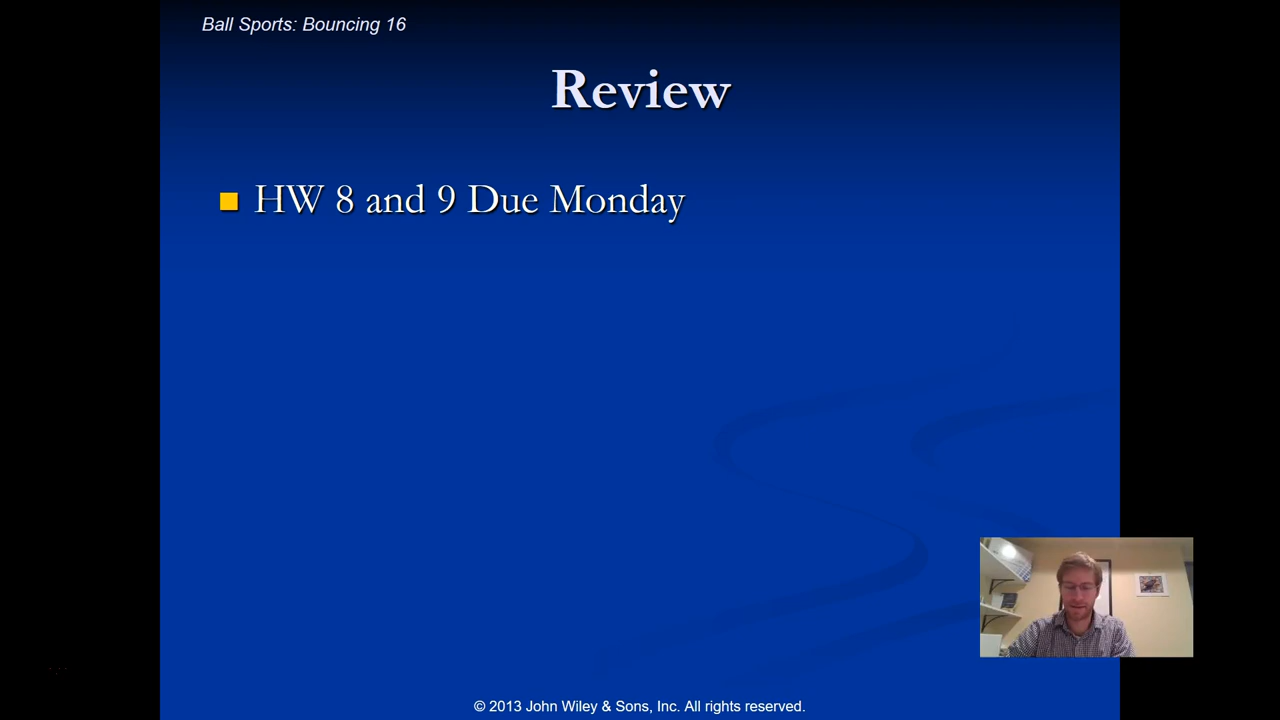 Ball Sports: Bouncing 16
Review
HW 8 and 9 Due Monday
© 2013 John Wiley & Sons, Inc. All rights reserved.